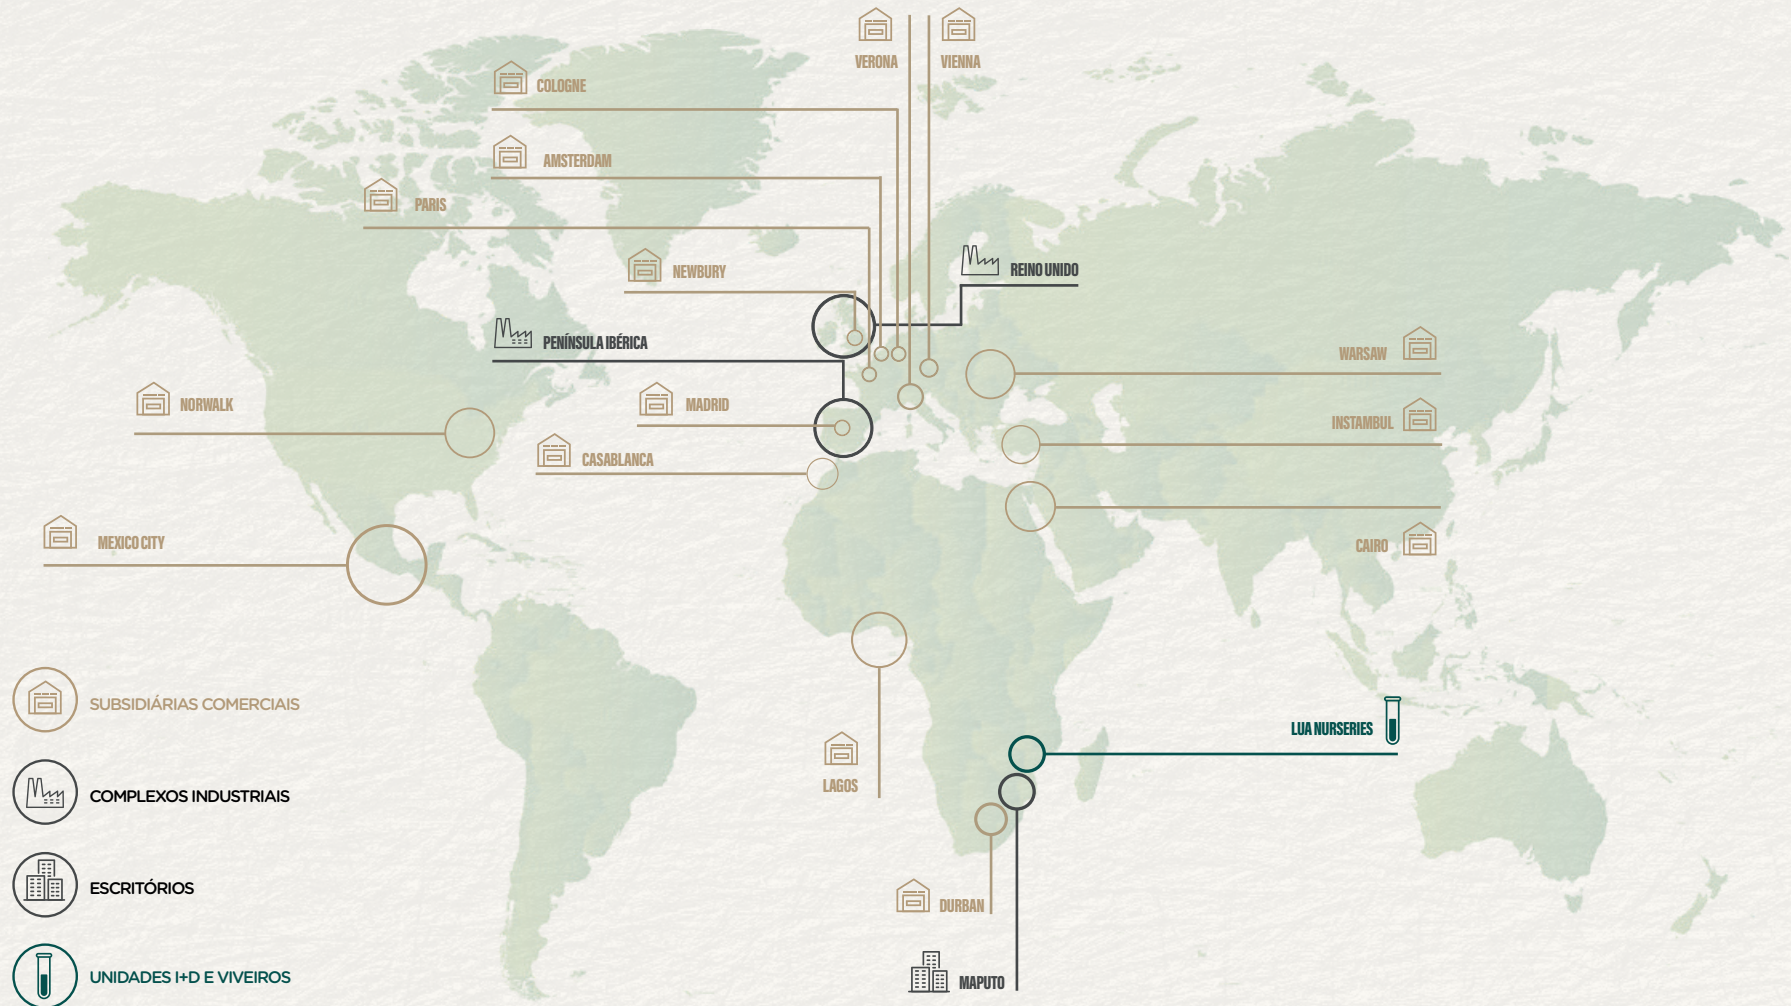 VERONA
VIENNA
COLOGNE
AMSTERDAM
PARIS
NEWBURY
REINO UNIDO
PENÍNSULA IBÉRICA
WARSAW
NORWALK
MADRID
INSTAMBUL
CASABLANCA
MEXICO CITY
CAIRO
SUBSIDIÁRIAS COMERCIAIS
LUA NURSERIES
LAGOS
COMPLEXOS INDUSTRIAIS
ESCRITÓRIOS
DURBAN
UNIDADES I+D E VIVEIROS
MAPUTO